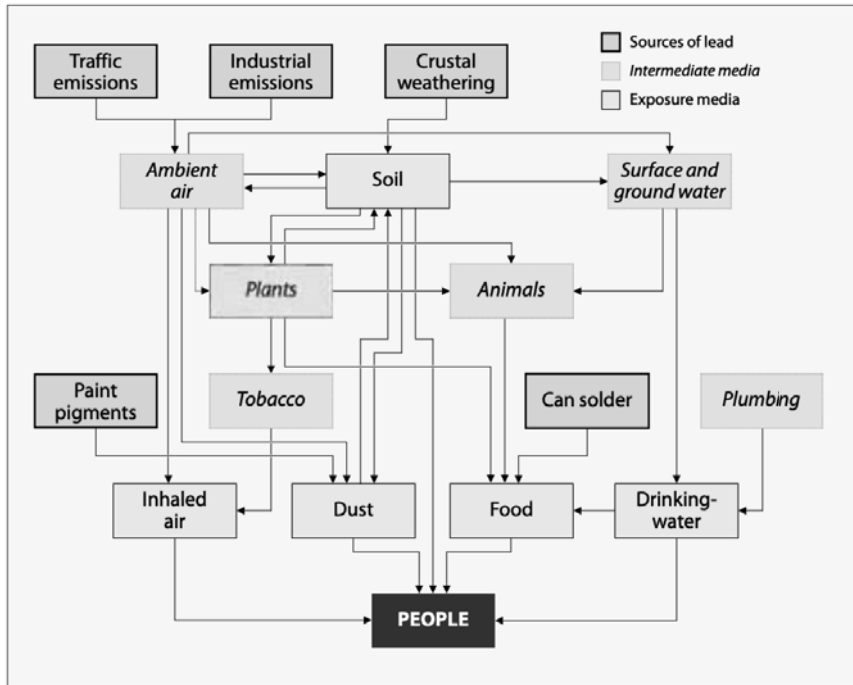 Traffic
emissions
Industrial
emissions
Crustal
weathering
Sources of lead
Intermediate media
Exposure media
Ambient
air
Soil
Surface and
ground water
Plants
Animals
Paint
pigments
Tobacco
Can solder
Plumbing
Inhaled
air
Dust
Food
Drinking-
water
PEOPLE